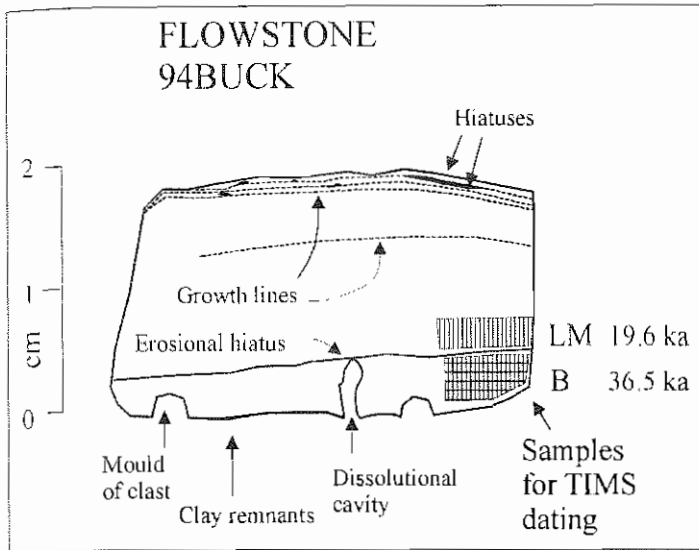 FLOWSTONE
94BUCK
Hiatuses
2
1
cm
0
Growth lines
Erosional hiatus
LM 19.6 ka
B 36.5 ka
Mould
of clast
Clay remnants
Dissolutional
cavity
Samples
for TIMS
dating